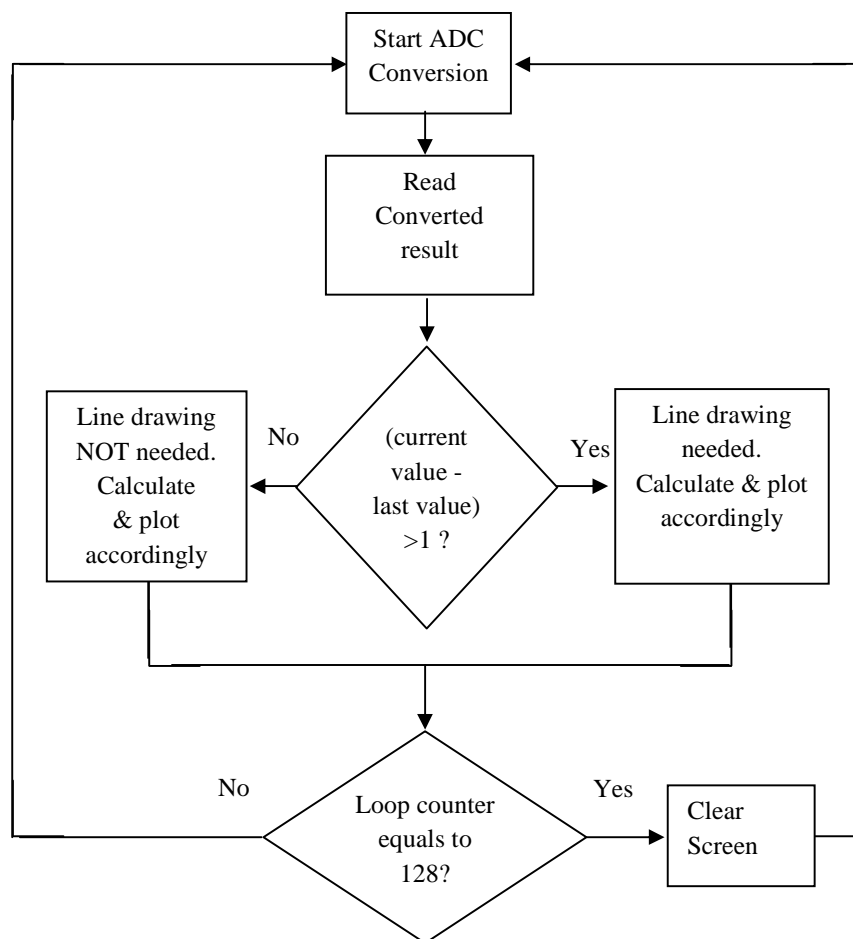 Start ADC
Conversion
Read
Converted
result
Line drawing
NOT needed.
Calculate
& plot
accordingly
No
(current
value -
last value)
>1 ?
Yes
Line drawing
needed.
Calculate & plot
accordingly
No
Loop counter
equals to
128?
Yes
Clear
Screen